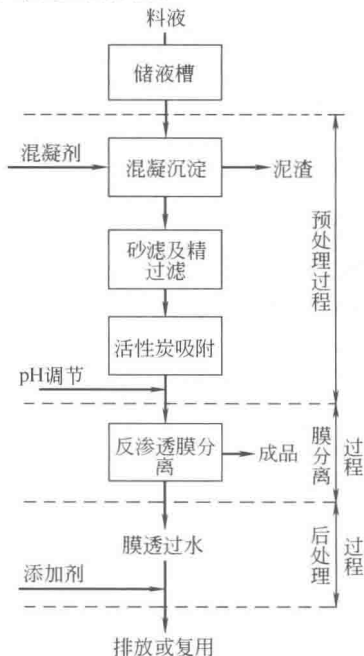 料液
储液槽
混凝剂
混凝沉淀
泥渣
砂滤及精
过滤
预处理过程
活性炭吸附
pH调节
反渗透膜分
离
成品
膜分离
过程
膜透过水
后处理
过程
添加剂
排放或复用